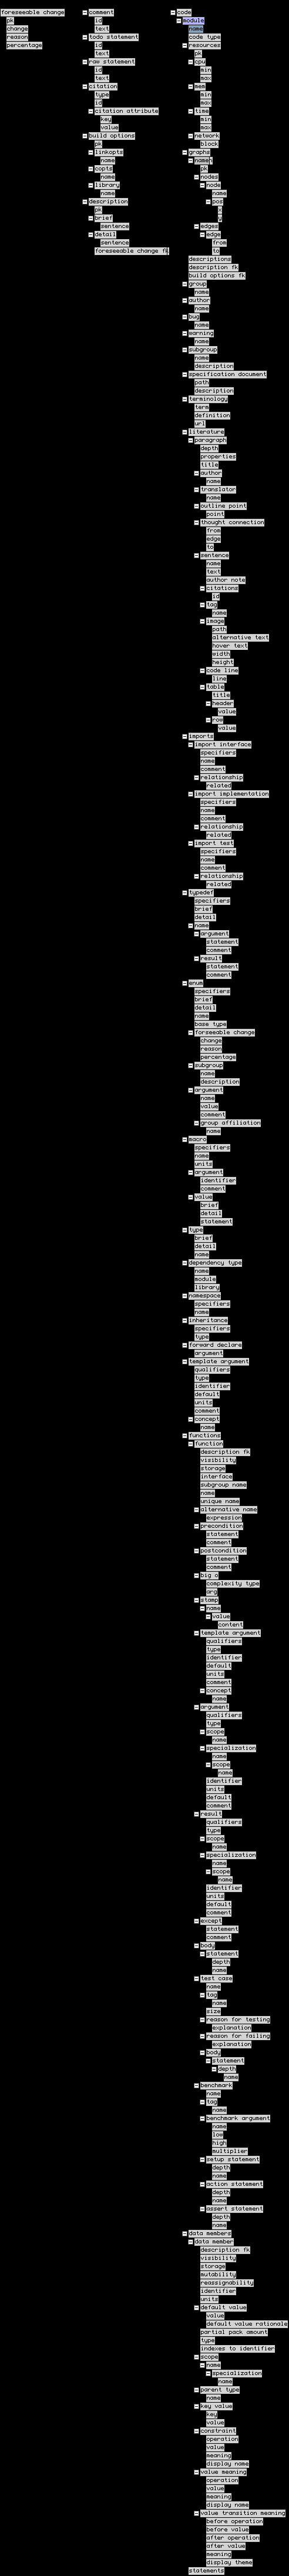 foreseeable change
pk
change
reason
percentage
comment
id
text
todo statement
id
text
raw statement
id
text
citation
type
id
citation attribute
key
value
build options
pk
linkopts
name
copts
name
library
name
description
pk
brief
sentence
detail
sentence
foreseeable change fk
code
module
name
code type
resources
pk
cpu
min
max
mem
min
max
time
min
max
network
block
graphs
name
pk
nodes
node
name
pos
x
y
edges
edge
from
to
descriptions
description fk
build options fk
group
name
author
name
bug
name
warning
name
subgroup
name
description
specification document
path
description
terminology
term
definition
url
literature
paragraph
depth
properties
title
author
name
translator
name
outline point
point
thought connection
from
edge
to
sentence
name
text
author note
citations
id
tag
name
image
path
alternative text
hover text
width
height
code line
line
table
title
header
value
row
value
imports
import interface
specifiers
name
comment
relationship
related
import implementation
specifiers
name
comment
relationship
related
import test
specifiers
name
comment
relationship
related
typedef
specifiers
brief
detail
name
argument
statement
comment
result
statement
comment
enum
specifiers
brief
detail
name
base type
forseeable change
change
reason
percentage
subgroup
name
description
argument
name
value
comment
group affiliation
name
macro
specifiers
name
units
argument
identifier
comment
value
brief
detail
statement
type
brief
detail
name
dependency type
name
module
library
namespace
specifiers
name
inheritance
specifiers
type
forward declare
argument
template argument
qualifiers
type
identifier
default
units
comment
concept
name
functions
function
description fk
visibility
storage
interface
subgroup name
name
unique name
alternative name
expression
precondition
statement
comment
postcondition
statement
comment
big o
complexity type
arg
stamp
name
value
content
template argument
qualifiers
type
identifier
default
units
comment
concept
name
argument
qualifiers
type
scope
name
specialization
name
scope
name
identifier
units
default
comment
result
qualifiers
type
scope
name
specialization
name
scope
name
identifier
units
default
comment
except
statement
comment
body
statement
depth
name
test case
name
tag
name
size
reason for testing
explanation
reason for failing
explanation
body
statement
depth
name
benchmark
name
tag
name
benchmark argument
name
low
high
multiplier
setup statement
depth
name
action statement
depth
name
assert statement
depth
name
data members
data member
description fk
visibility
storage
mutability
reassignability
identifier
units
default value
value
default value rationale
partial pack amount
type
indexes to identifier
scope
name
specialization
name
parent type
name
key value
key
value
constraint
operation
value
meaning
display name
value meaning
operation
value
meaning
display name
value transition meaning
before operation
before value
after operation
after value
meaning
display theme
statements